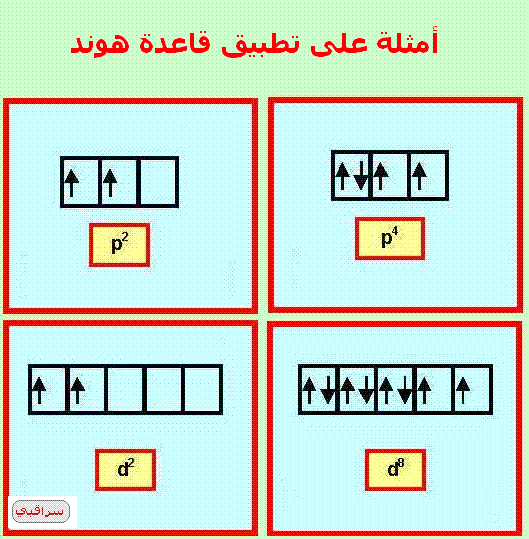 أمثلة على تطبيق قاعدة هوند
p²
p⁴
d²
d⁸
سراقبي